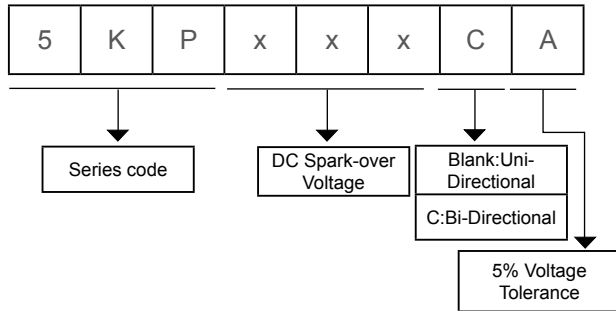 5 K P x x x C A
Series code
DC Spark-over
Voltage
Blank:Uni-
Directional
C:Bi-Directional
5% Voltage
Tolerance